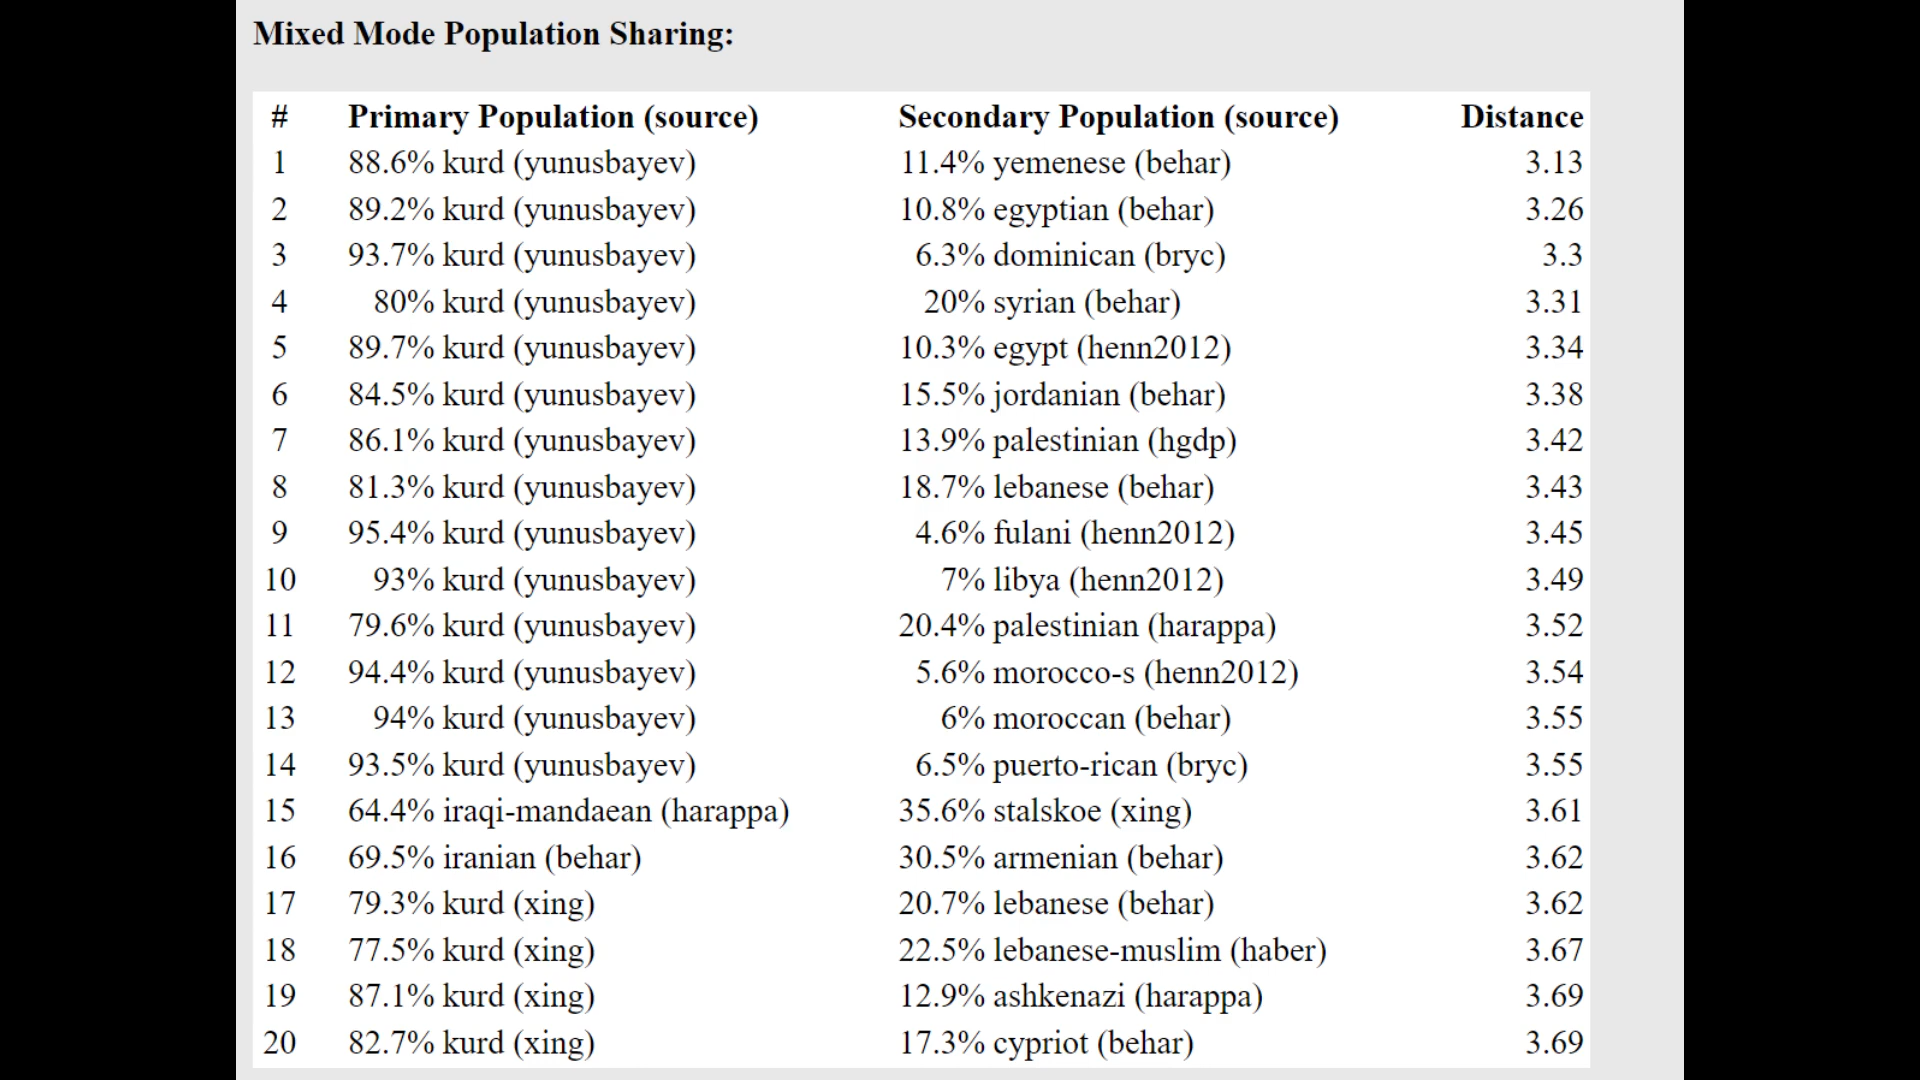 Mixed Mode Population Sharing:
# Primary Population (source) Secondary Population (source) Distance
1 88.6% kurd (yunusbayev) 11.4% yemenese (behar) 3.13
2 89.2% kurd (yunusbayev) 10.8% egyptian (behar) 3.26
3 93.7% kurd (yunusbayev) 6.3% dominican (bryc) 3.3
4 80% kurd (yunusbayev) 20% syrian (behar) 3.31
5 89.7% kurd (yunusbayev) 10.3% egypt (henn2012) 3.34
6 84.5% kurd (yunusbayev) 15.5% jordanian (behar) 3.38
7 86.1% kurd (yunusbayev) 13.9% palestinian (hgdp) 3.42
8 81.3% kurd (yunusbayev) 18.7% lebanese (behar) 3.43
9 95.4% kurd (yunusbayev) 4.6% fulani (henn2012) 3.45
10 93% kurd (yunusbayev) 7% libya (henn2012) 3.49
11 79.6% kurd (yunusbayev) 20.4% palestinian (harappa) 3.52
12 94.4% kurd (yunusbayev) 5.6% morocco-s (henn2012) 3.54
13 94% kurd (yunusbayev) 6% moroccan (behar) 3.55
14 93.5% kurd (yunusbayev) 6.5% puerto-rican (bryc) 3.55
15 64.4% iraqi-mandaean (harappa) 35.6% stalskoe (xing) 3.61
16 69.5% iranian (behar) 30.5% armenian (behar) 3.62
17 79.3% kurd (xing) 20.7% lebanese (behar) 3.62
18 77.5% kurd (xing) 22.5% lebanese-muslim (haber) 3.67
19 87.1% kurd (xing) 12.9% ashkenazi (harappa) 3.69
20 82.7% kurd (xing) 17.3% cypriot (behar) 3.69